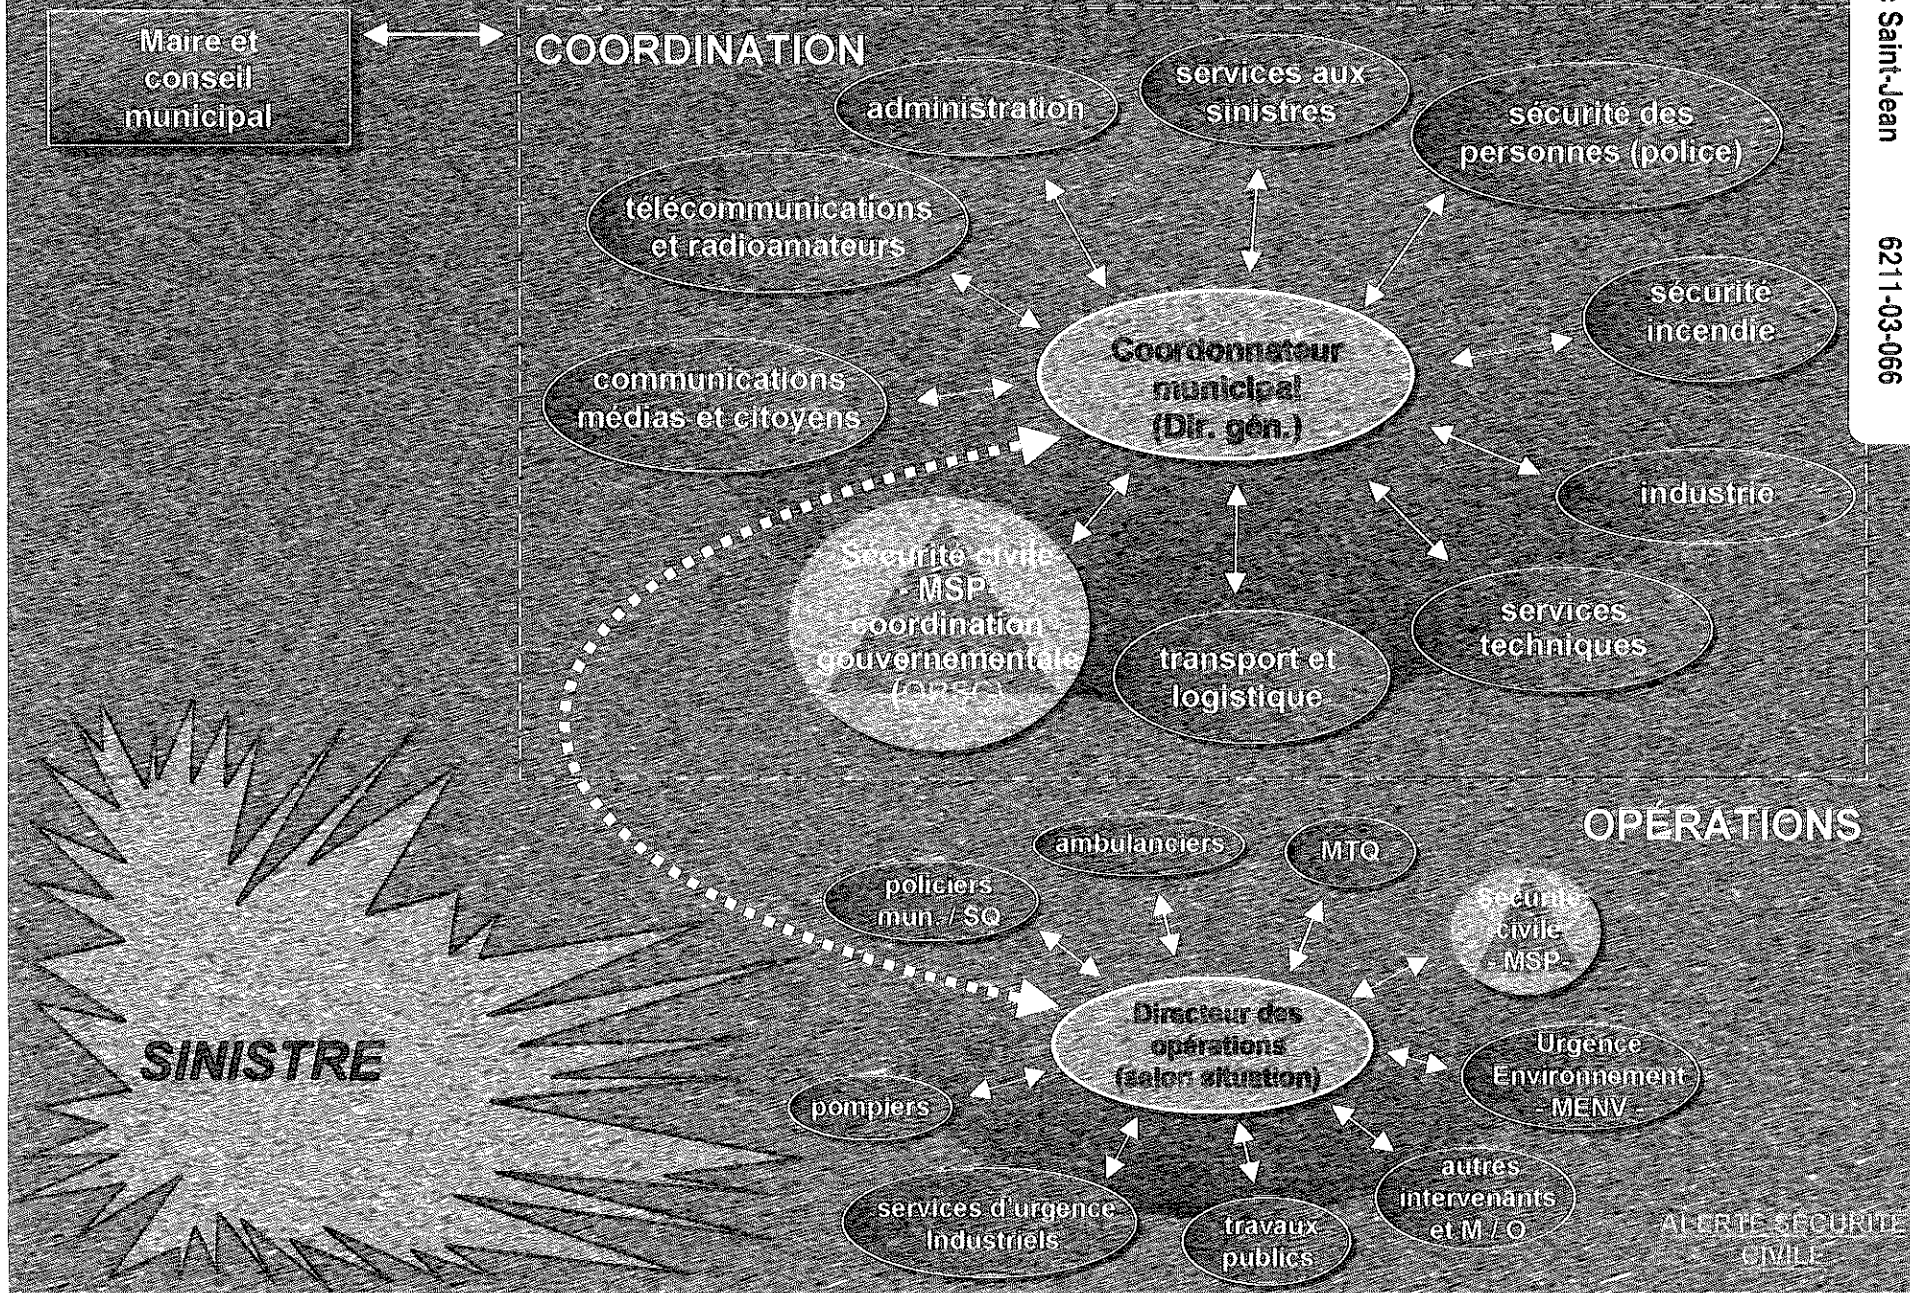 Maire et
conseil
municipal
COORDINATION
administration
services aux
sinistrés
sécurité des
personnes (police)
télécommunications
et radioamateurs
sécurité
incendie
communications
médias et citoyens
Coordonnateur
municipal
(Dir. gén.)
industrie
Sécurité civile
- MSP-
coordination
gouvernementale
(ORSC)
transport et
logistique
services
techniques
Saint-Jean
6211-03-066
OPÉRATIONS
ambulanciers
MTQ
policiers
mun. / SQ
Sécurité
civile
- MSP-
Directeur des
opérations
(selon situation)
Urgence
Environnement
- MENV -
pompiers
services d'urgence
Industriels
travaux
publics
autres
intervenants
et M / O
SINISTRE
ALERTE SÉCURITÉ
CIVILE